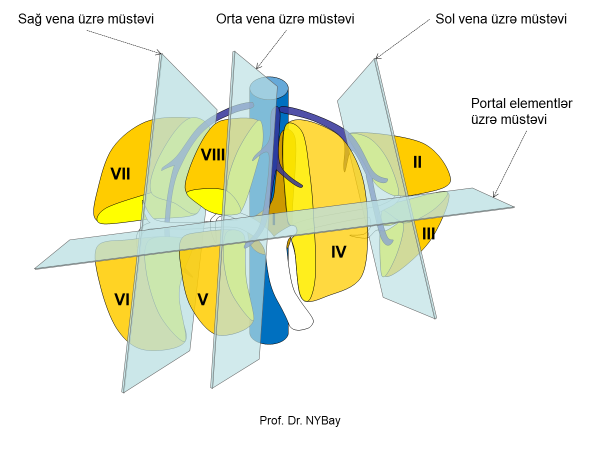 Sağ vena üzrə müstəvi
Orta vena üzrə müstəvi
Sol vena üzrə müstəvi
Portal elementlər
üzrə müstəvi
VII
VIII
II
III
IV
VI
V
Prof. Dr. NYBay